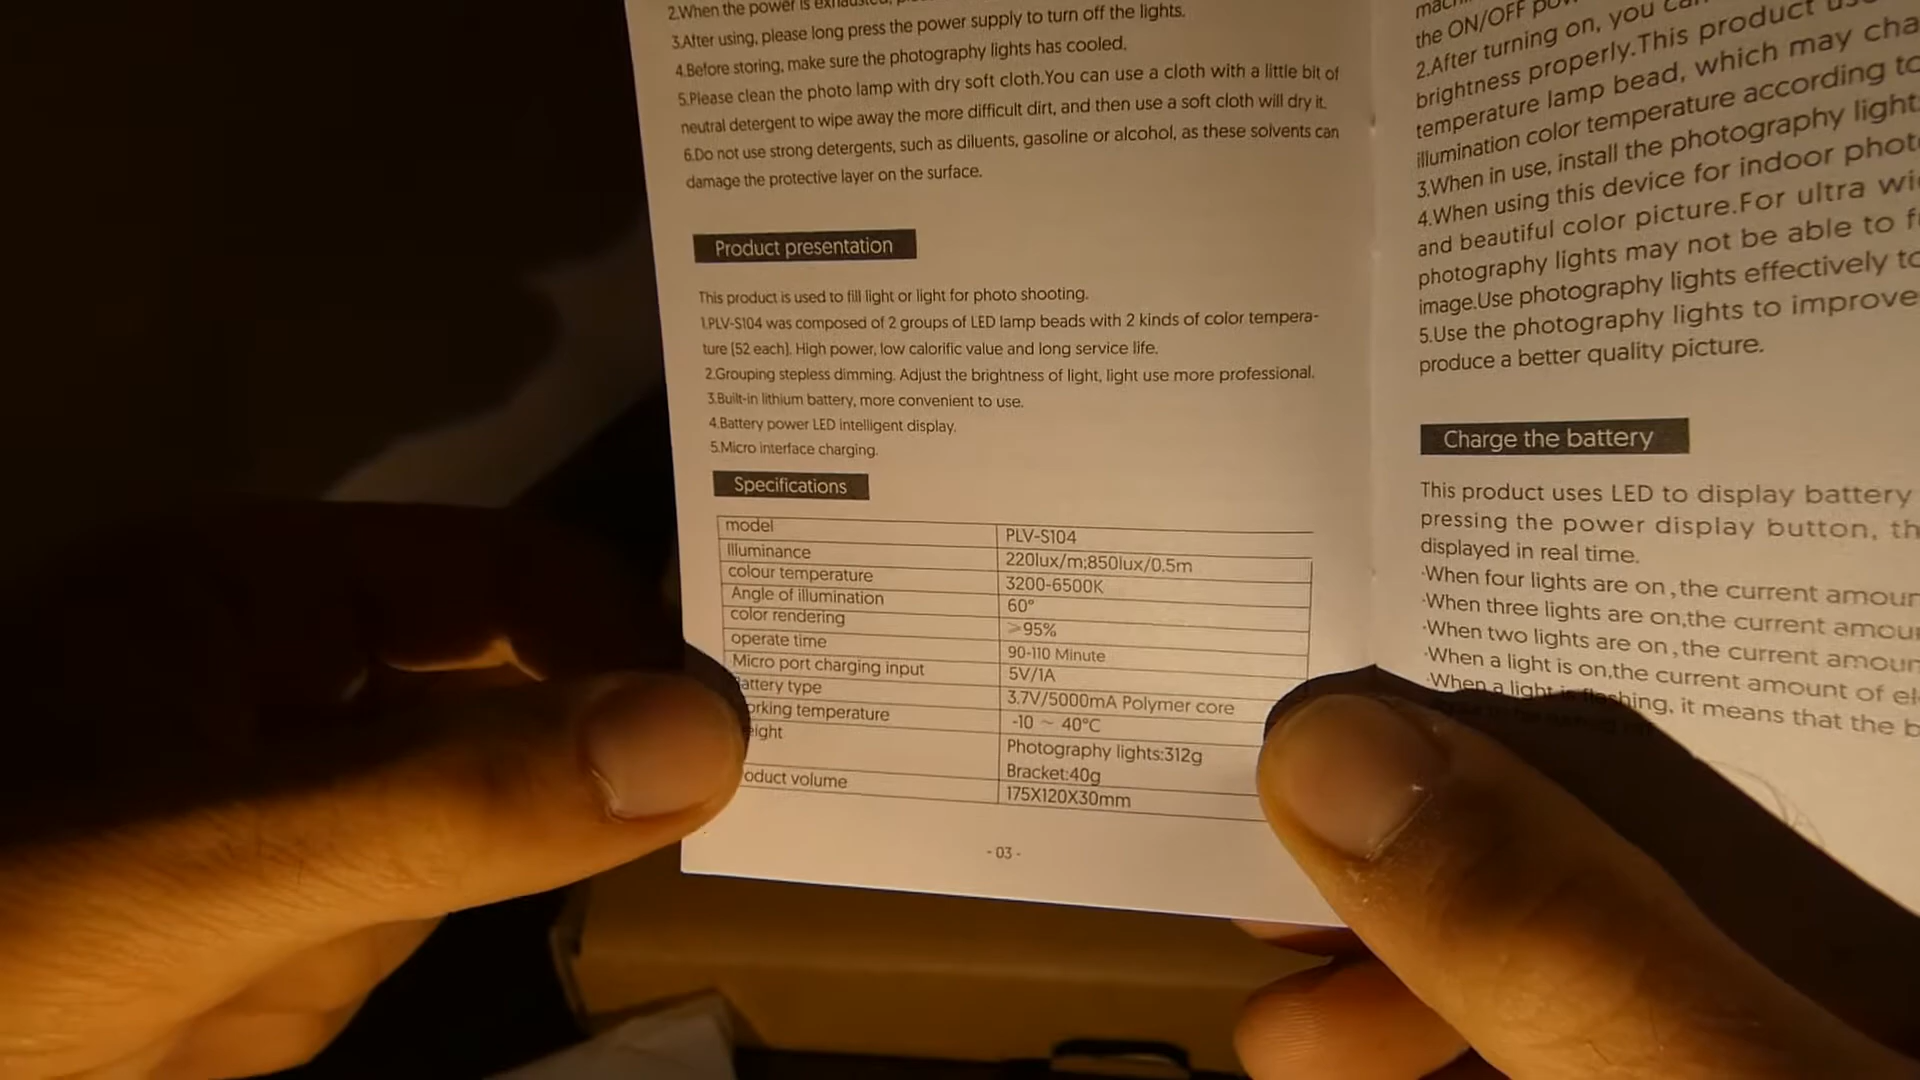 2.When the power is
3.After using, please long press the power supply to turn off the lights.
4.Before storing, make sure the photography lights has cooled.
5.Please clean the photo lamp with dry soft cloth.You can use a cloth with a little bit of
neutral detergent to wipe away the more difficult dirt, and then use a soft cloth will dry it.
6.Do not use strong detergents, such as diluents, gasoline or alcohol, as these solvents can
damage the protective layer on the surface.
Product presentation
This product is used to fill light or light for photo shooting.
1.PLV-S104 was composed of 2 groups of LED lamp beads with 2 kinds of color tempera-
ture (52 each). High power, low calorific value and long service life.
2.Grouping stepless dimming. Adjust the brightness of light, light use more professional.
3.Built-in lithium battery, more convenient to use.
4.Battery power LED intelligent display.
5.Micro interface charging.
Specifications
model PLV-S104
Illuminance 220lux/m;850lux/0.5m
colour temperature 3200-6500K
Angle of illumination 60°
color rendering ≥95%
operate time 90-110 Minute
Micro port charging input 5V/1A
attery type 3.7V/5000mA Polymer core
orking temperature -10 ~ 40°C
eight Photography lights:312g
Bracket:40g
oduct volume 175X120X30mm
- 03 -
the ON/OFF
2.After turning on, you
brightness properly.This product
temperature lamp bead, which may
illumination color temperature according to
3.When in use, install the photography
4.When using this device for indoor
and beautiful color picture.For ultra
photography lights may not be able to
image.Use photography lights effectively to
5.Use the photography lights to improve
produce a better quality picture.
Charge the battery
This product uses LED to display battery
pressing the power display button,
displayed in real time.
·When four lights are on,the current
·When three lights are on,the current
·When two lights are on,the current
·When a light is on,the current amount of
·When a light is flashing, it means that the